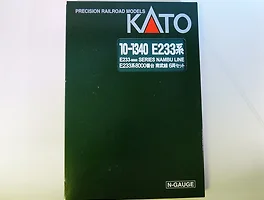 PRECISION RAILROAD MODELS
KATO
10-1340 E233系
E233 SERIES NAMBU LINE
E233系8000番台 南武線 6両セット
N-GAUGE